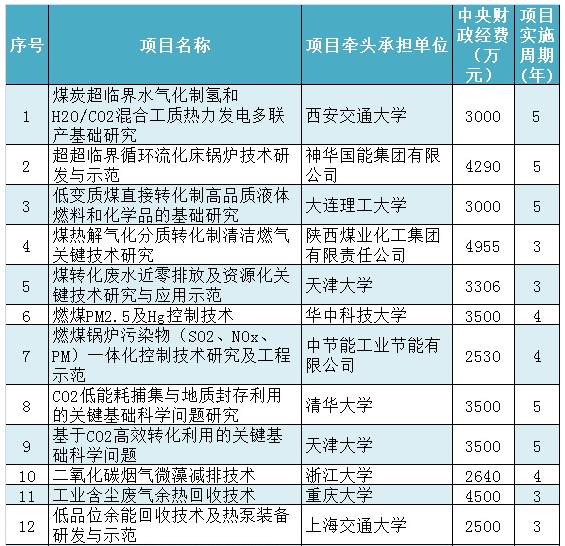 序号 项目名称 项目牵头承担单位 中央财政经费（万元） 项目实施周期(年)
1 煤炭超临界水气化制氢和
H2O/CO2混合工质热力发电多联
产基础研究 西安交通大学 3000 5
2 超超临界循环流化床锅炉技术研
发与示范 神华国能集团有限
公司 4290 5
3 低变质煤直接转化制高品质液体
燃料和化学品的基础研究 大连理工大学 3000 5
4 煤热解气化分质转化制清洁燃气
关键技术研究 陕西煤业化工集团
有限责任公司 4955 3
5 煤转化废水近零排放及资源化关
键技术研究与应用示范 天津大学 3306 3
6 燃煤PM2.5及Hg控制技术 华中科技大学 3500 4
7 燃煤锅炉污染物（SO2、NOx、
PM）一体化控制技术研究及工程
示范 中节能工业节能有
限公司 2530 4
8 CO2低能耗捕集与地质封存利用
的关键基础科学问题研究 清华大学 3500 5
9 基于CO2高效转化利用的关键基
础科学问题 天津大学 3500 5
10 二氧化碳烟气微藻减排技术 浙江大学 2640 4
11 工业含尘废气余热回收技术 重庆大学 4500 3
12 低品位余能回收技术及热泵装备
研发与示范 上海交通大学 2500 3